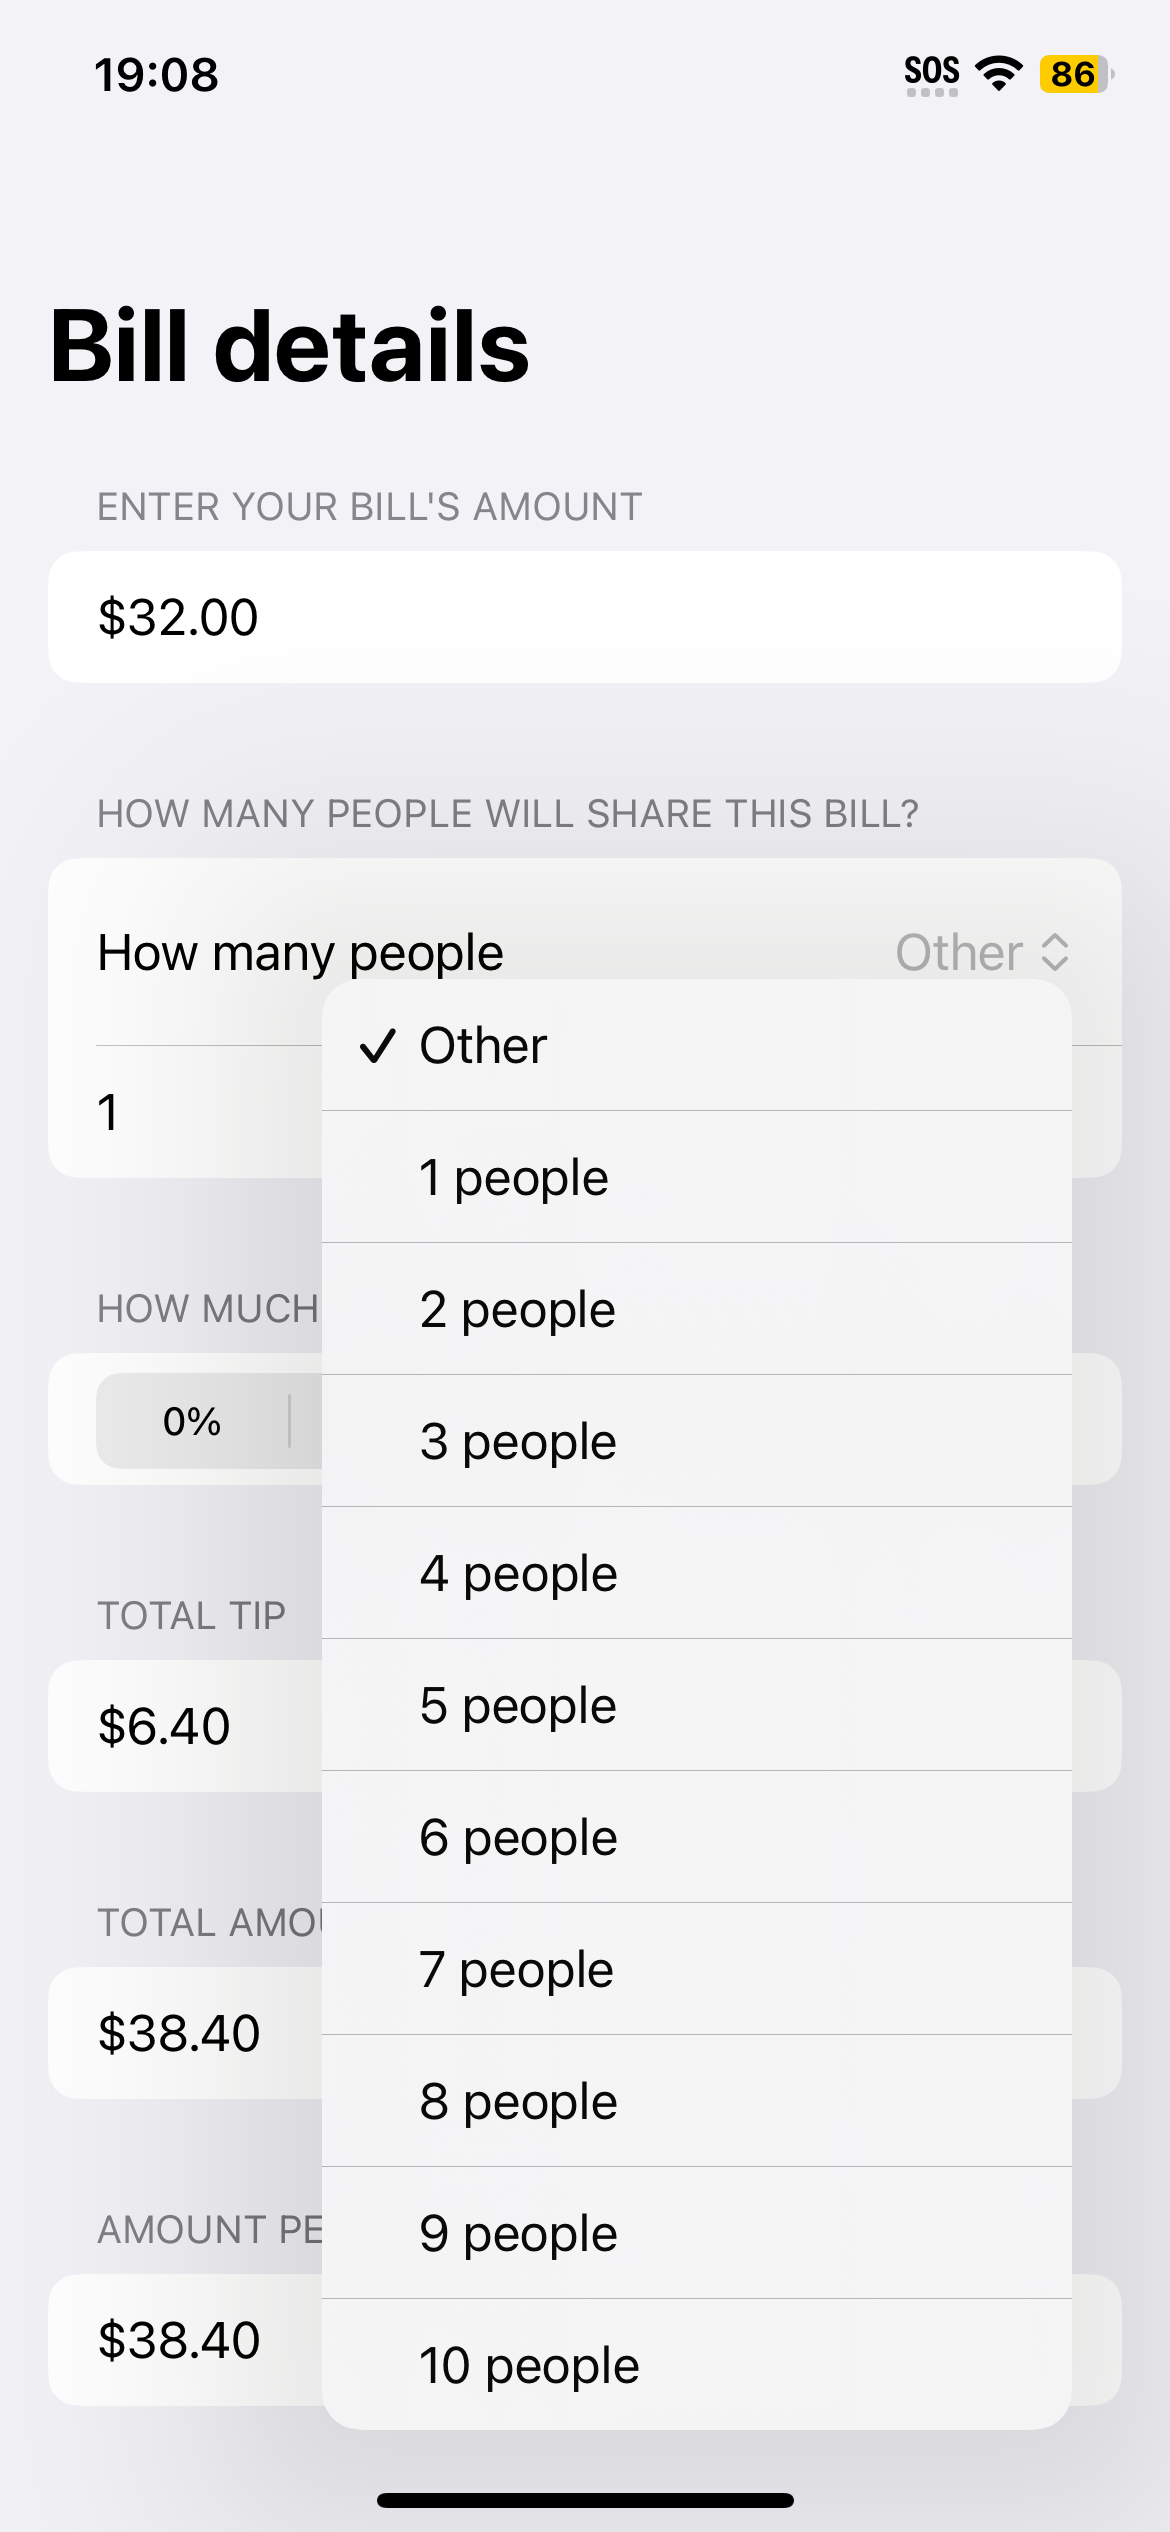 19:08
SOS
86
Bill details
ENTER YOUR BILL'S AMOUNT
$32.00
HOW MANY PEOPLE WILL SHARE THIS BILL?
How many people
Other
Other
1
1 people
2 people
HOW MUCH
3 people
0%
4 people
TOTAL TIP
5 people
$6.40
6 people
TOTAL
7 people
$38.40
8 people
AMOUNT
9 people
$38.40
10 people